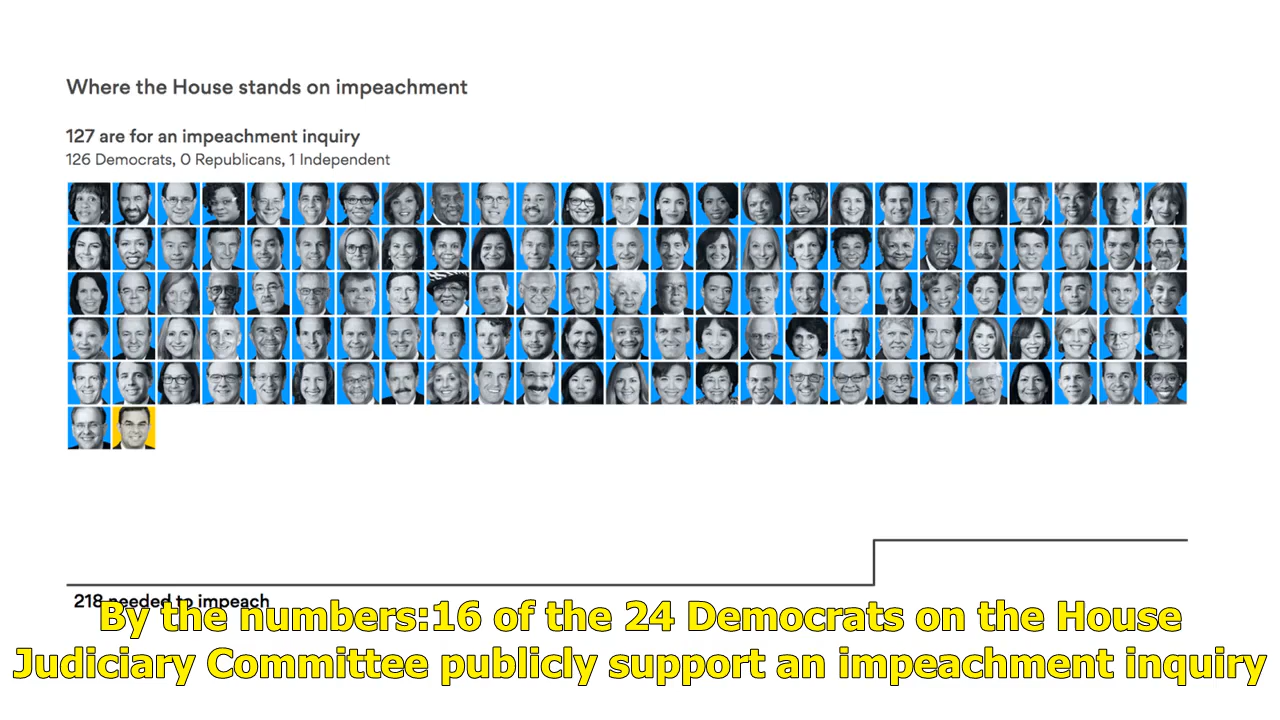 Where the House stands on impeachment
127 are for an impeachment inquiry
126 Democrats, 0 Republicans, 1 Independent
218 needed to impeach
By the numbers:16 of the 24 Democrats on the House
Judiciary Committee publicly support an impeachment inquiry